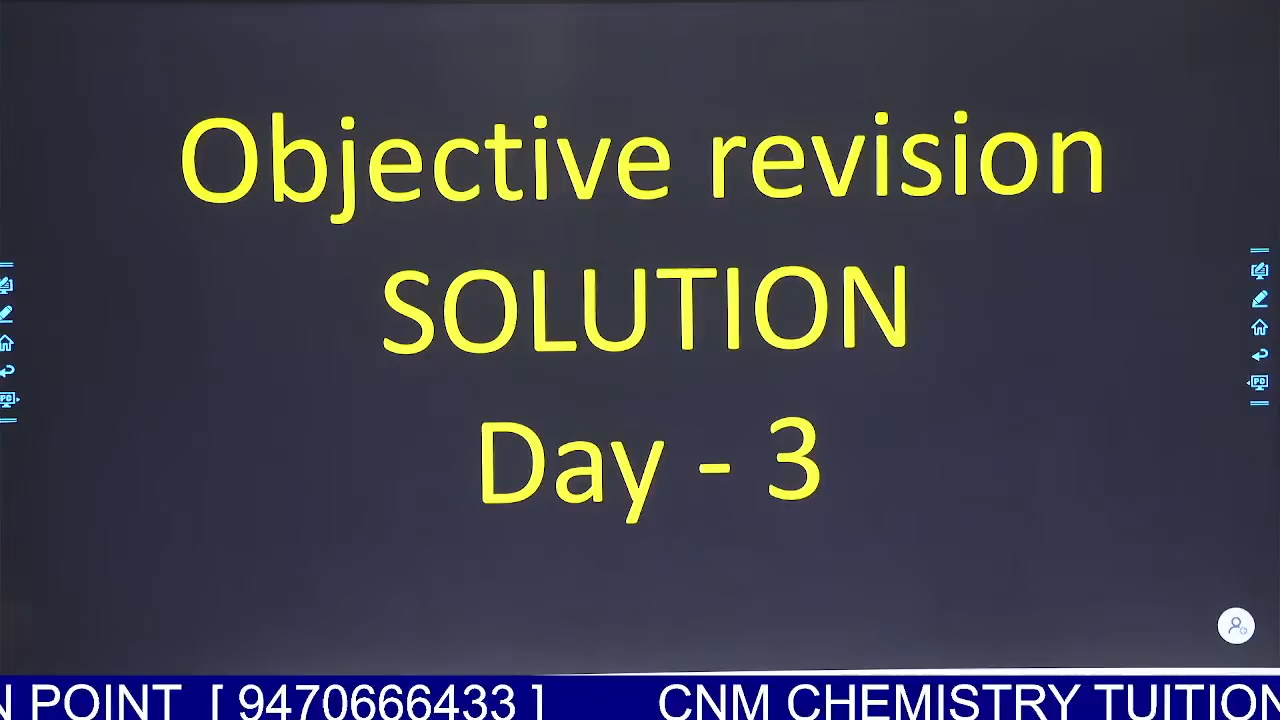 Objective revision
SOLUTION
Day - 3
N POINT [ 9470666433 ] CNM CHEMISTRY TUITION